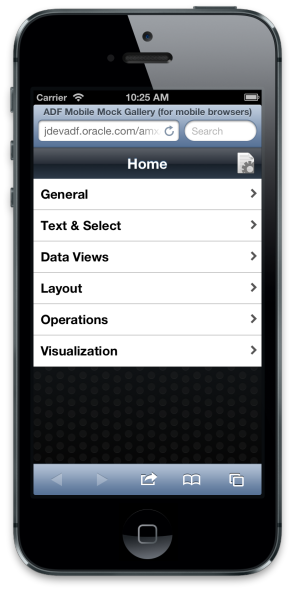 Carrier 10:25 AM
ADF Mobile Mock Gallery (for mobile browsers)
jdevadf.oracle.com/amx Search
Home
General
Text & Select
Data Views
Layout
Operations
Visualization